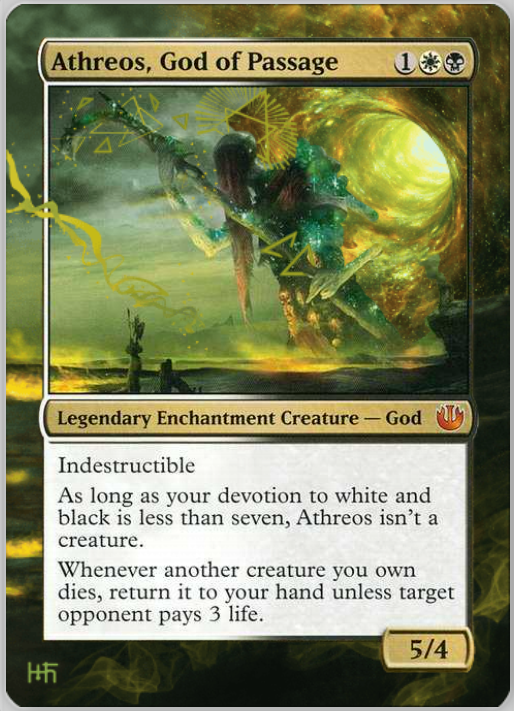 Athreos, God of Passage 1
Legendary Enchantment Creature — God
Indestructible
As long as your devotion to white and
black is less than seven, Athreos isn't a
creature.
Whenever another creature you own
dies, return it to your hand unless target
opponent pays 3 life.
5/4